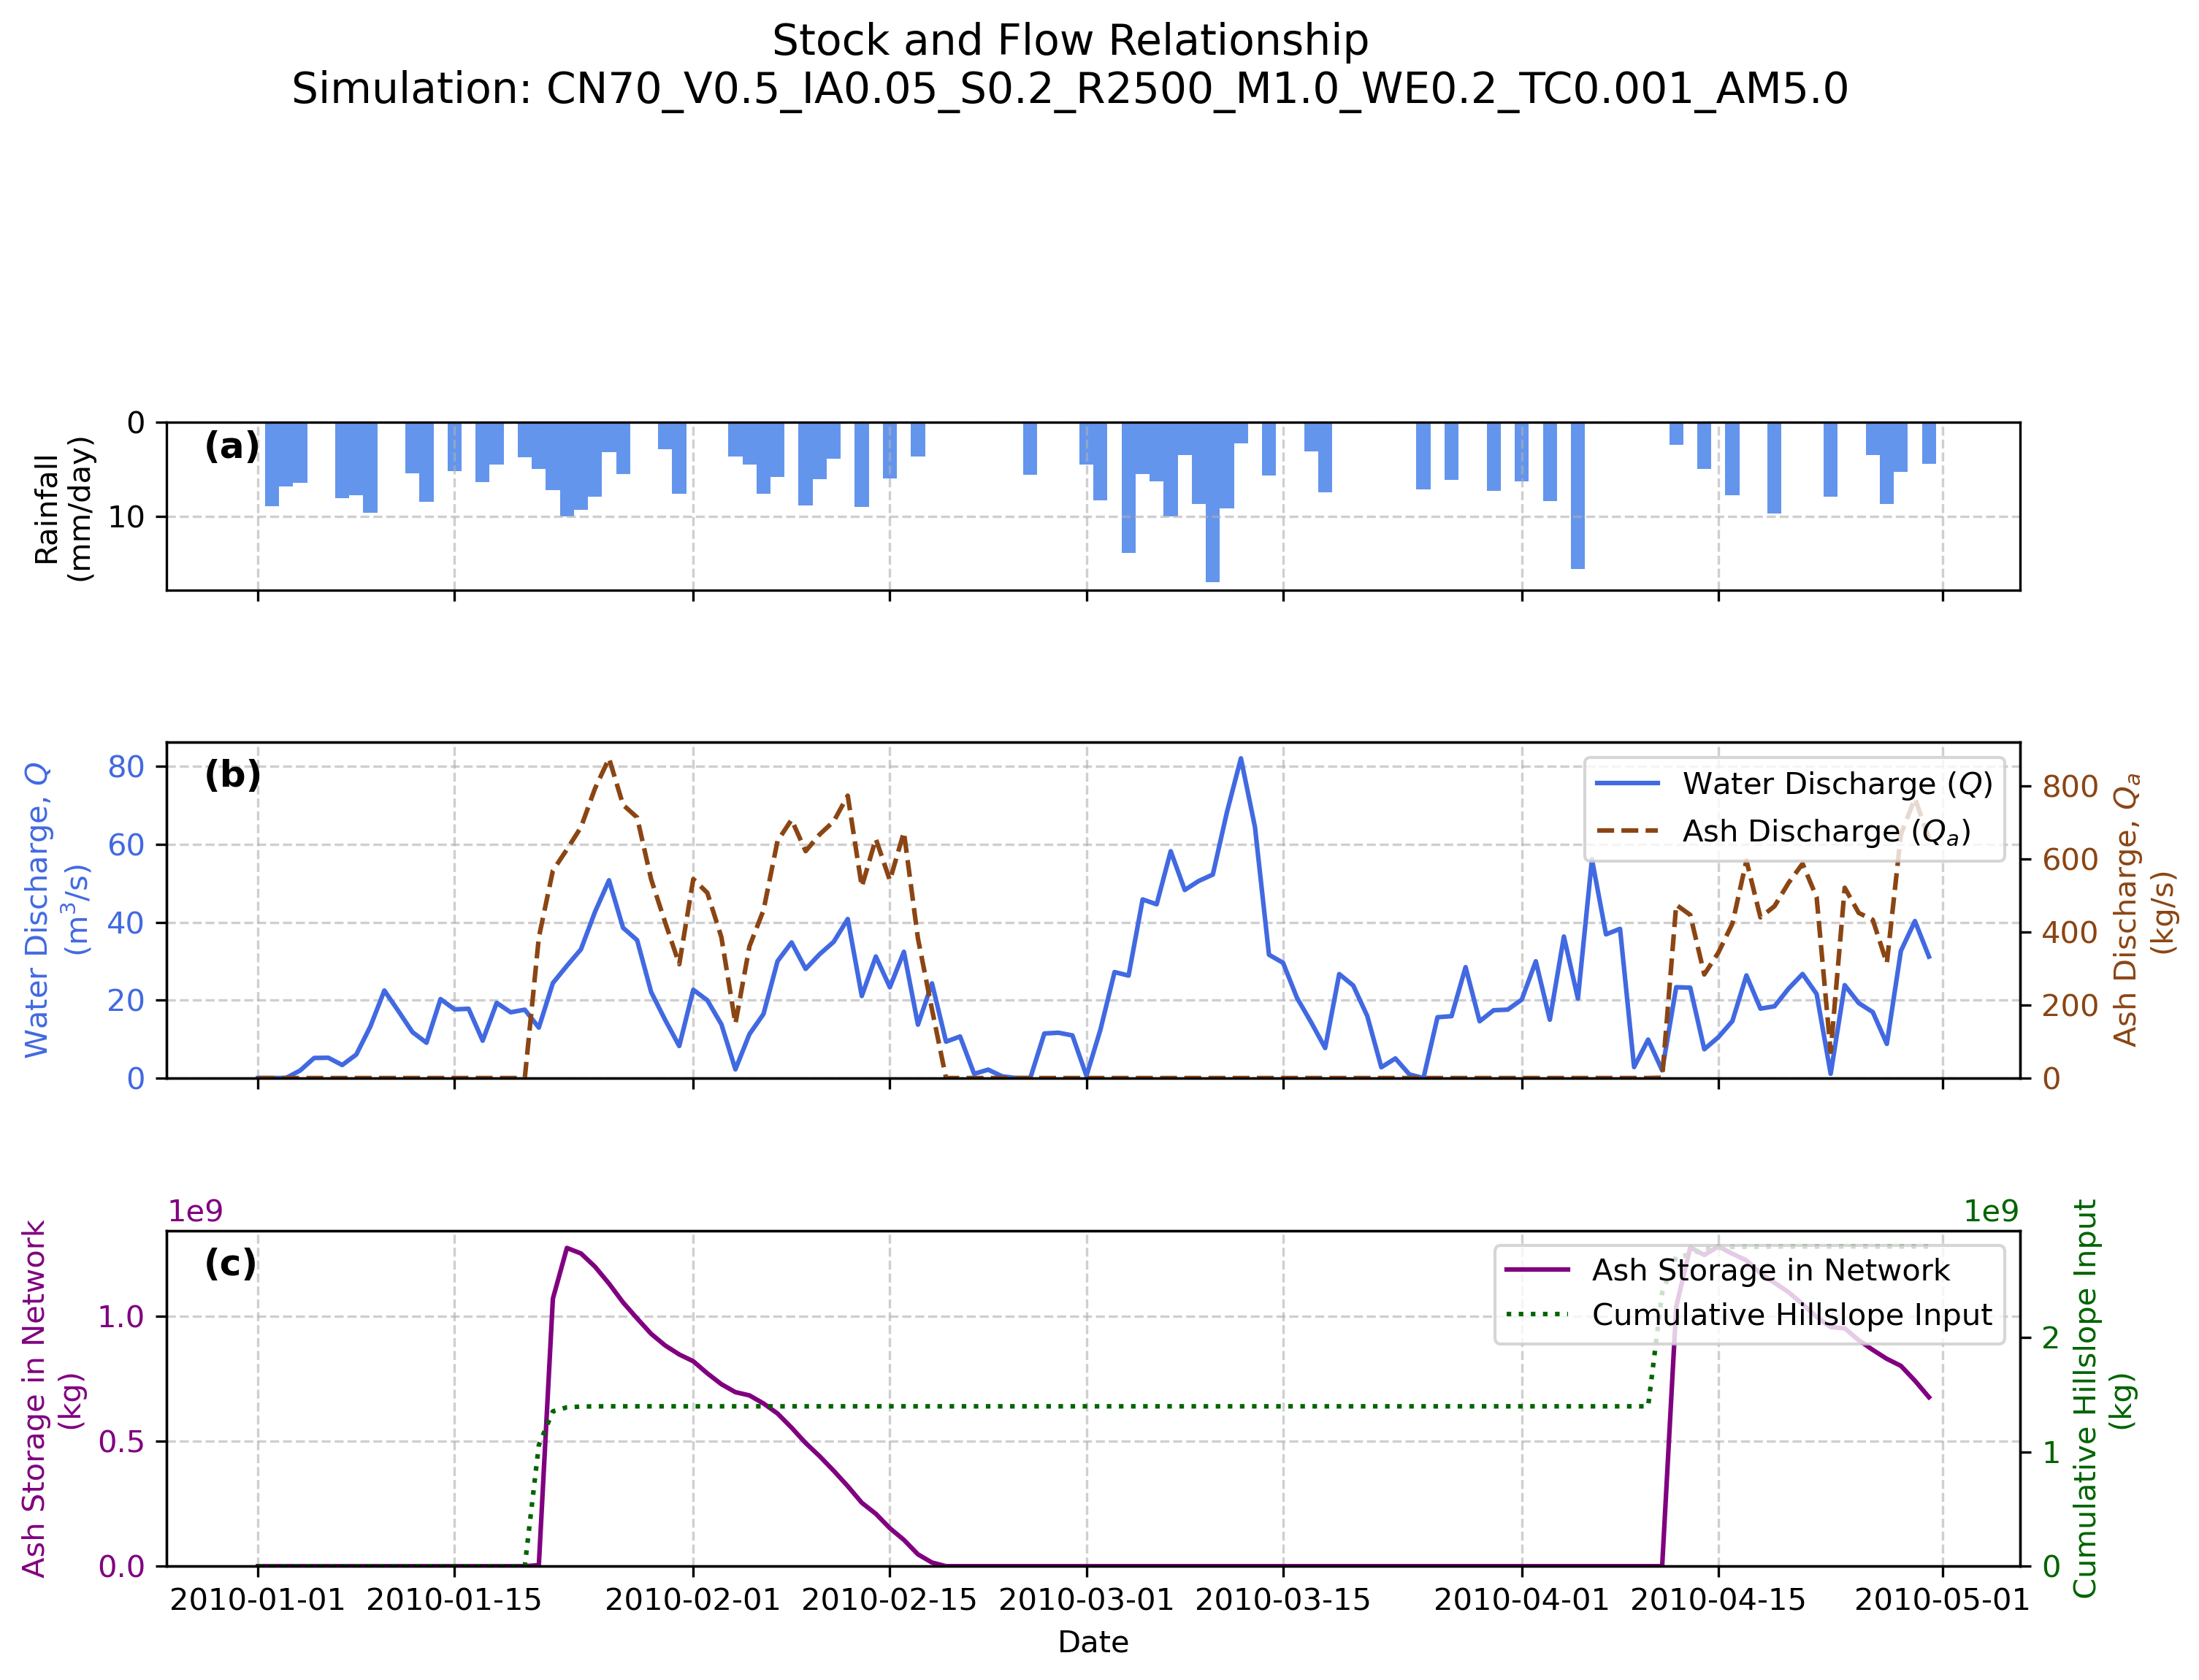 Stock and Flow Relationship
Simulation: CN70_V0.5_IA0.05_S0.2_R2500_M1.0_WE0.2_TC0.001_AM5.0
(a)
Rainfall
(mm/day)
0
10
(b)
Water Discharge, Q
(m³/s)
80
60
40
20
0
Water Discharge (Q)
Ash Discharge (Qₐ)
800
600
400
200
0
Ash Discharge, Qₐ
(kg/s)
1e9
1e9
(c)
Ash Storage in Network
(kg)
1.0
0.5
0.0
Ash Storage in Network
Cumulative Hillslope Input
2
1
0
Cumulative Hillslope Input
(kg)
2010-01-01 2010-01-15 2010-02-01 2010-02-15 2010-03-01 2010-03-15 2010-04-01 2010-04-15 2010-05-01
Date